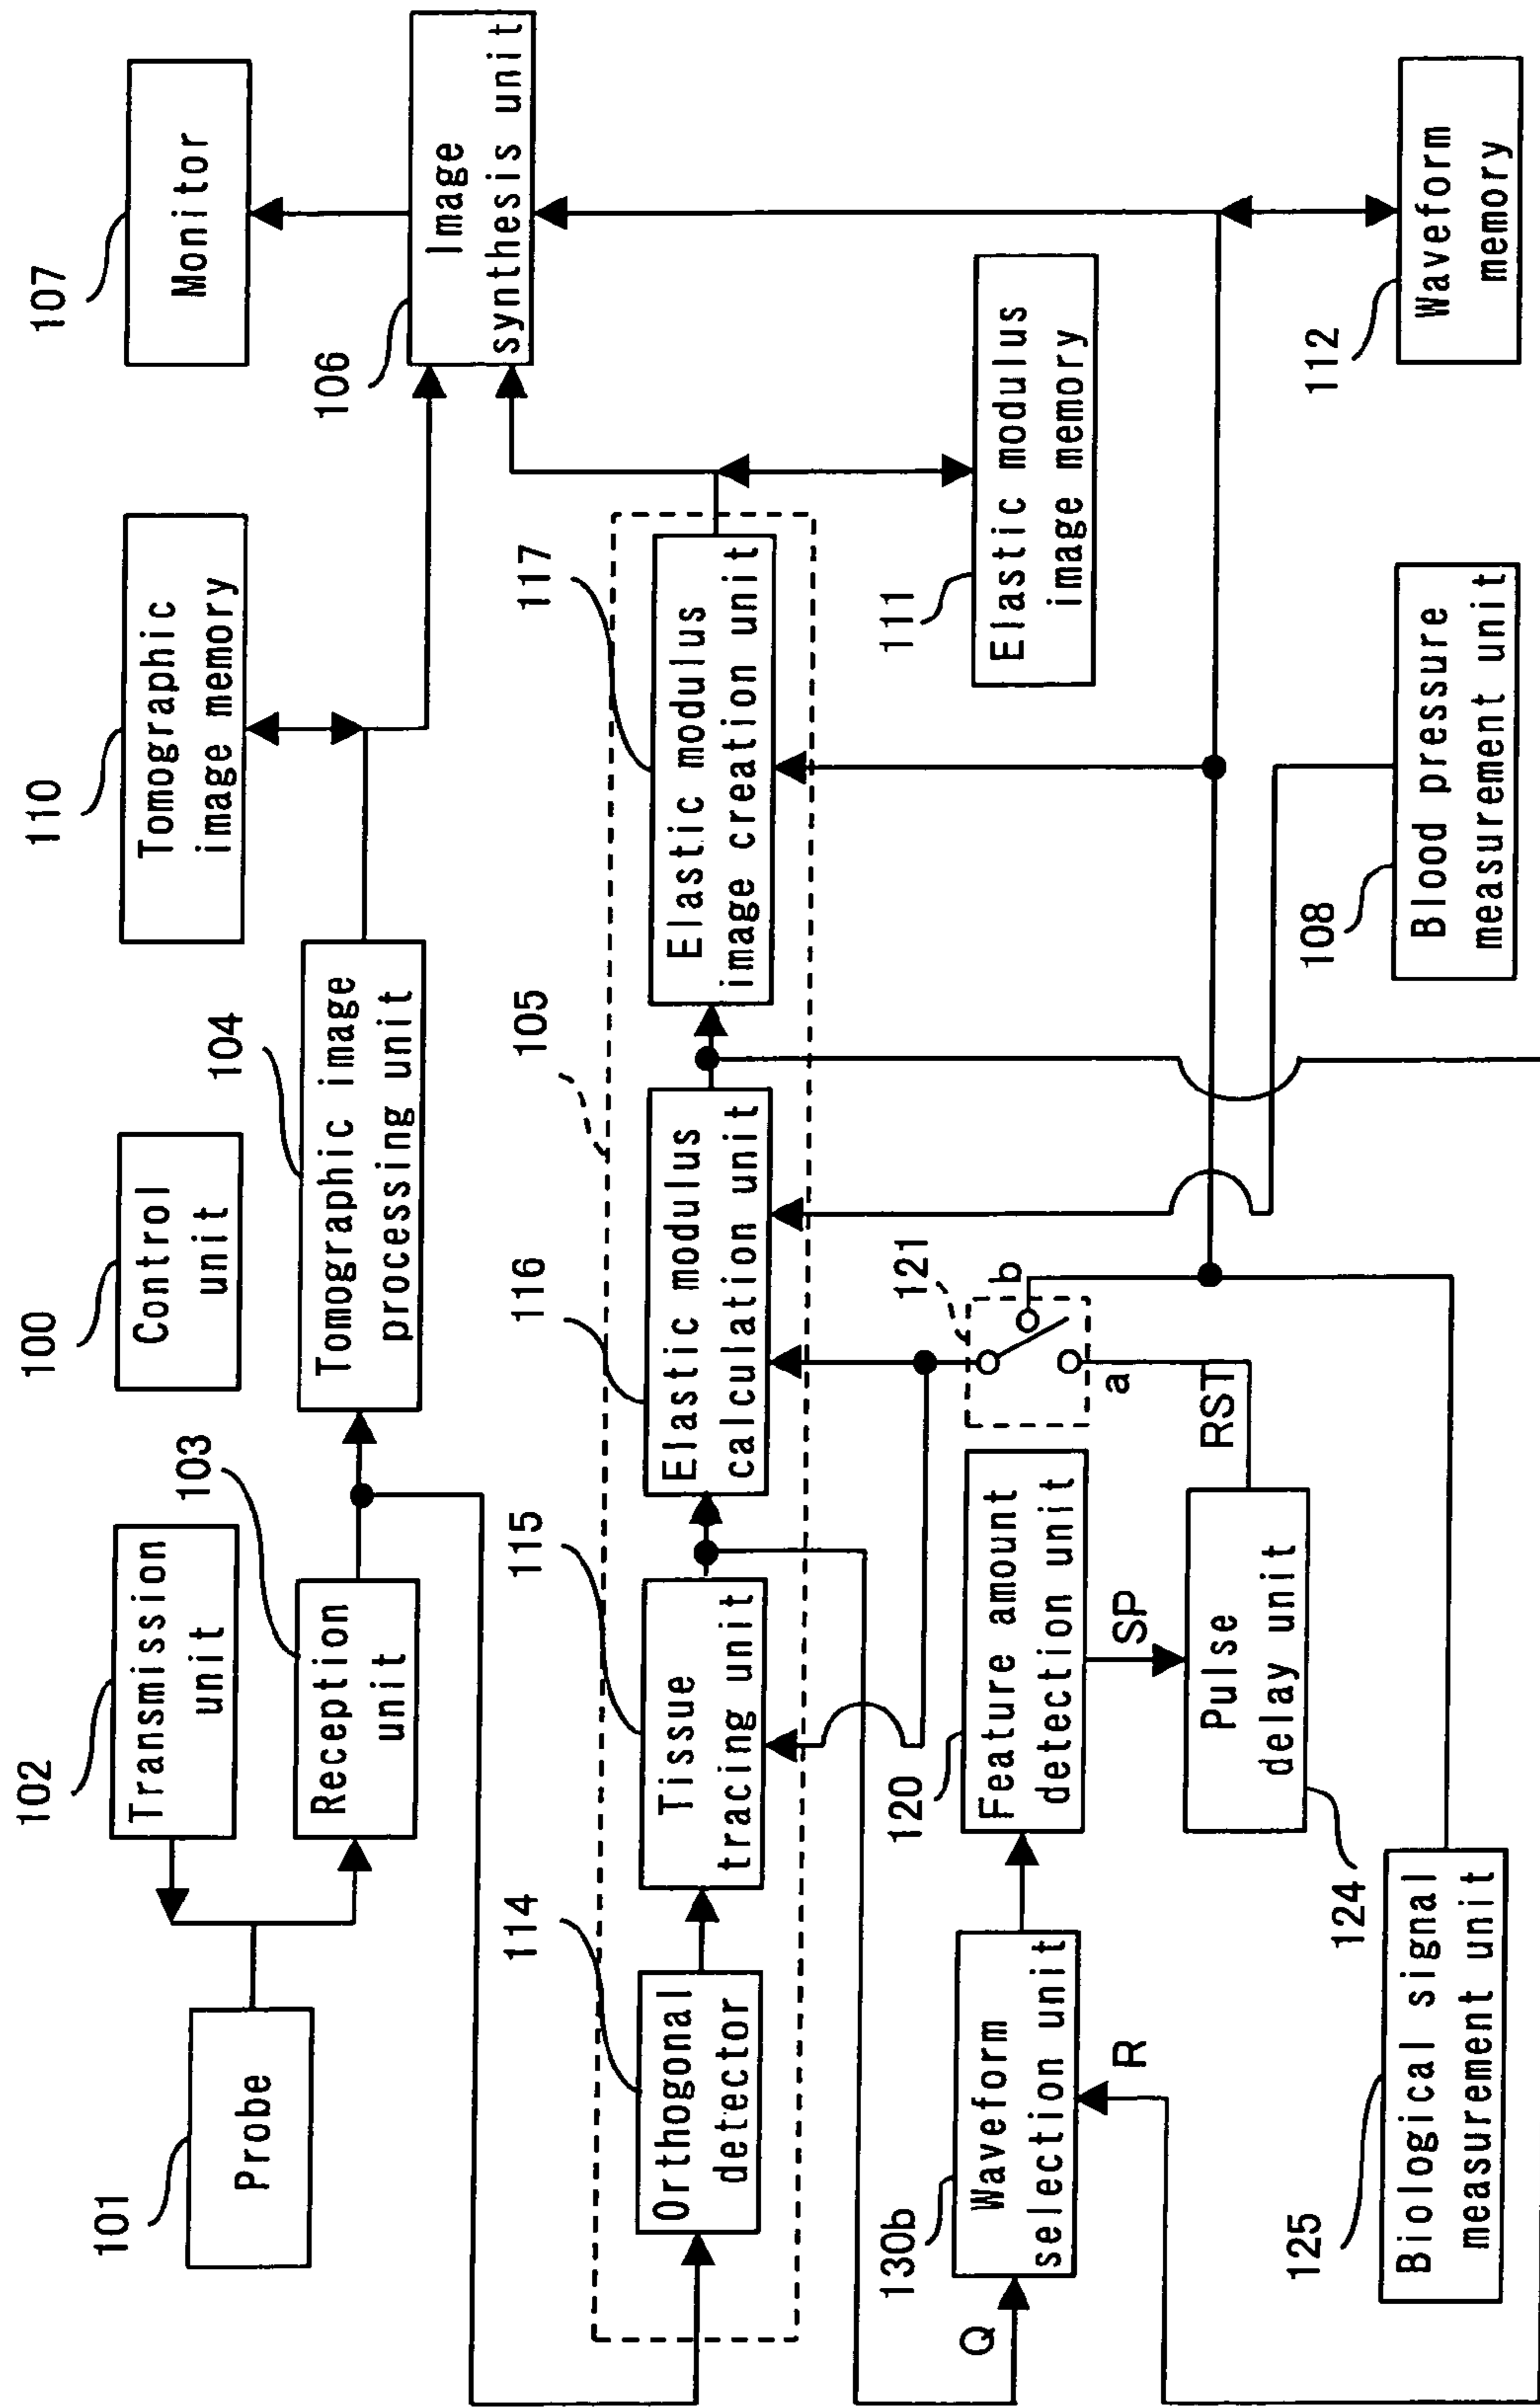 101
Probe
102
Transmission
unit
103
Reception
unit
100
Control
unit
104
Tomographic image
processing unit
110
Tomographic
image memory
107
Monitor
106
Image
synthesis unit
105
114
Orthogonal
detector
115
Tissue
tracing unit
116
Elastic modulus
calculation unit
117
Elastic modulus
image creation unit
111
Elastic modulus
image memory
Q
130b
Waveform
selection unit
R
120
Feature amount
detection unit
SP
Pulse
delay unit
124
121
b
a
RST
125
Biological signal
measurement unit
108
Blood pressure
measurement unit
112
Waveform
memory